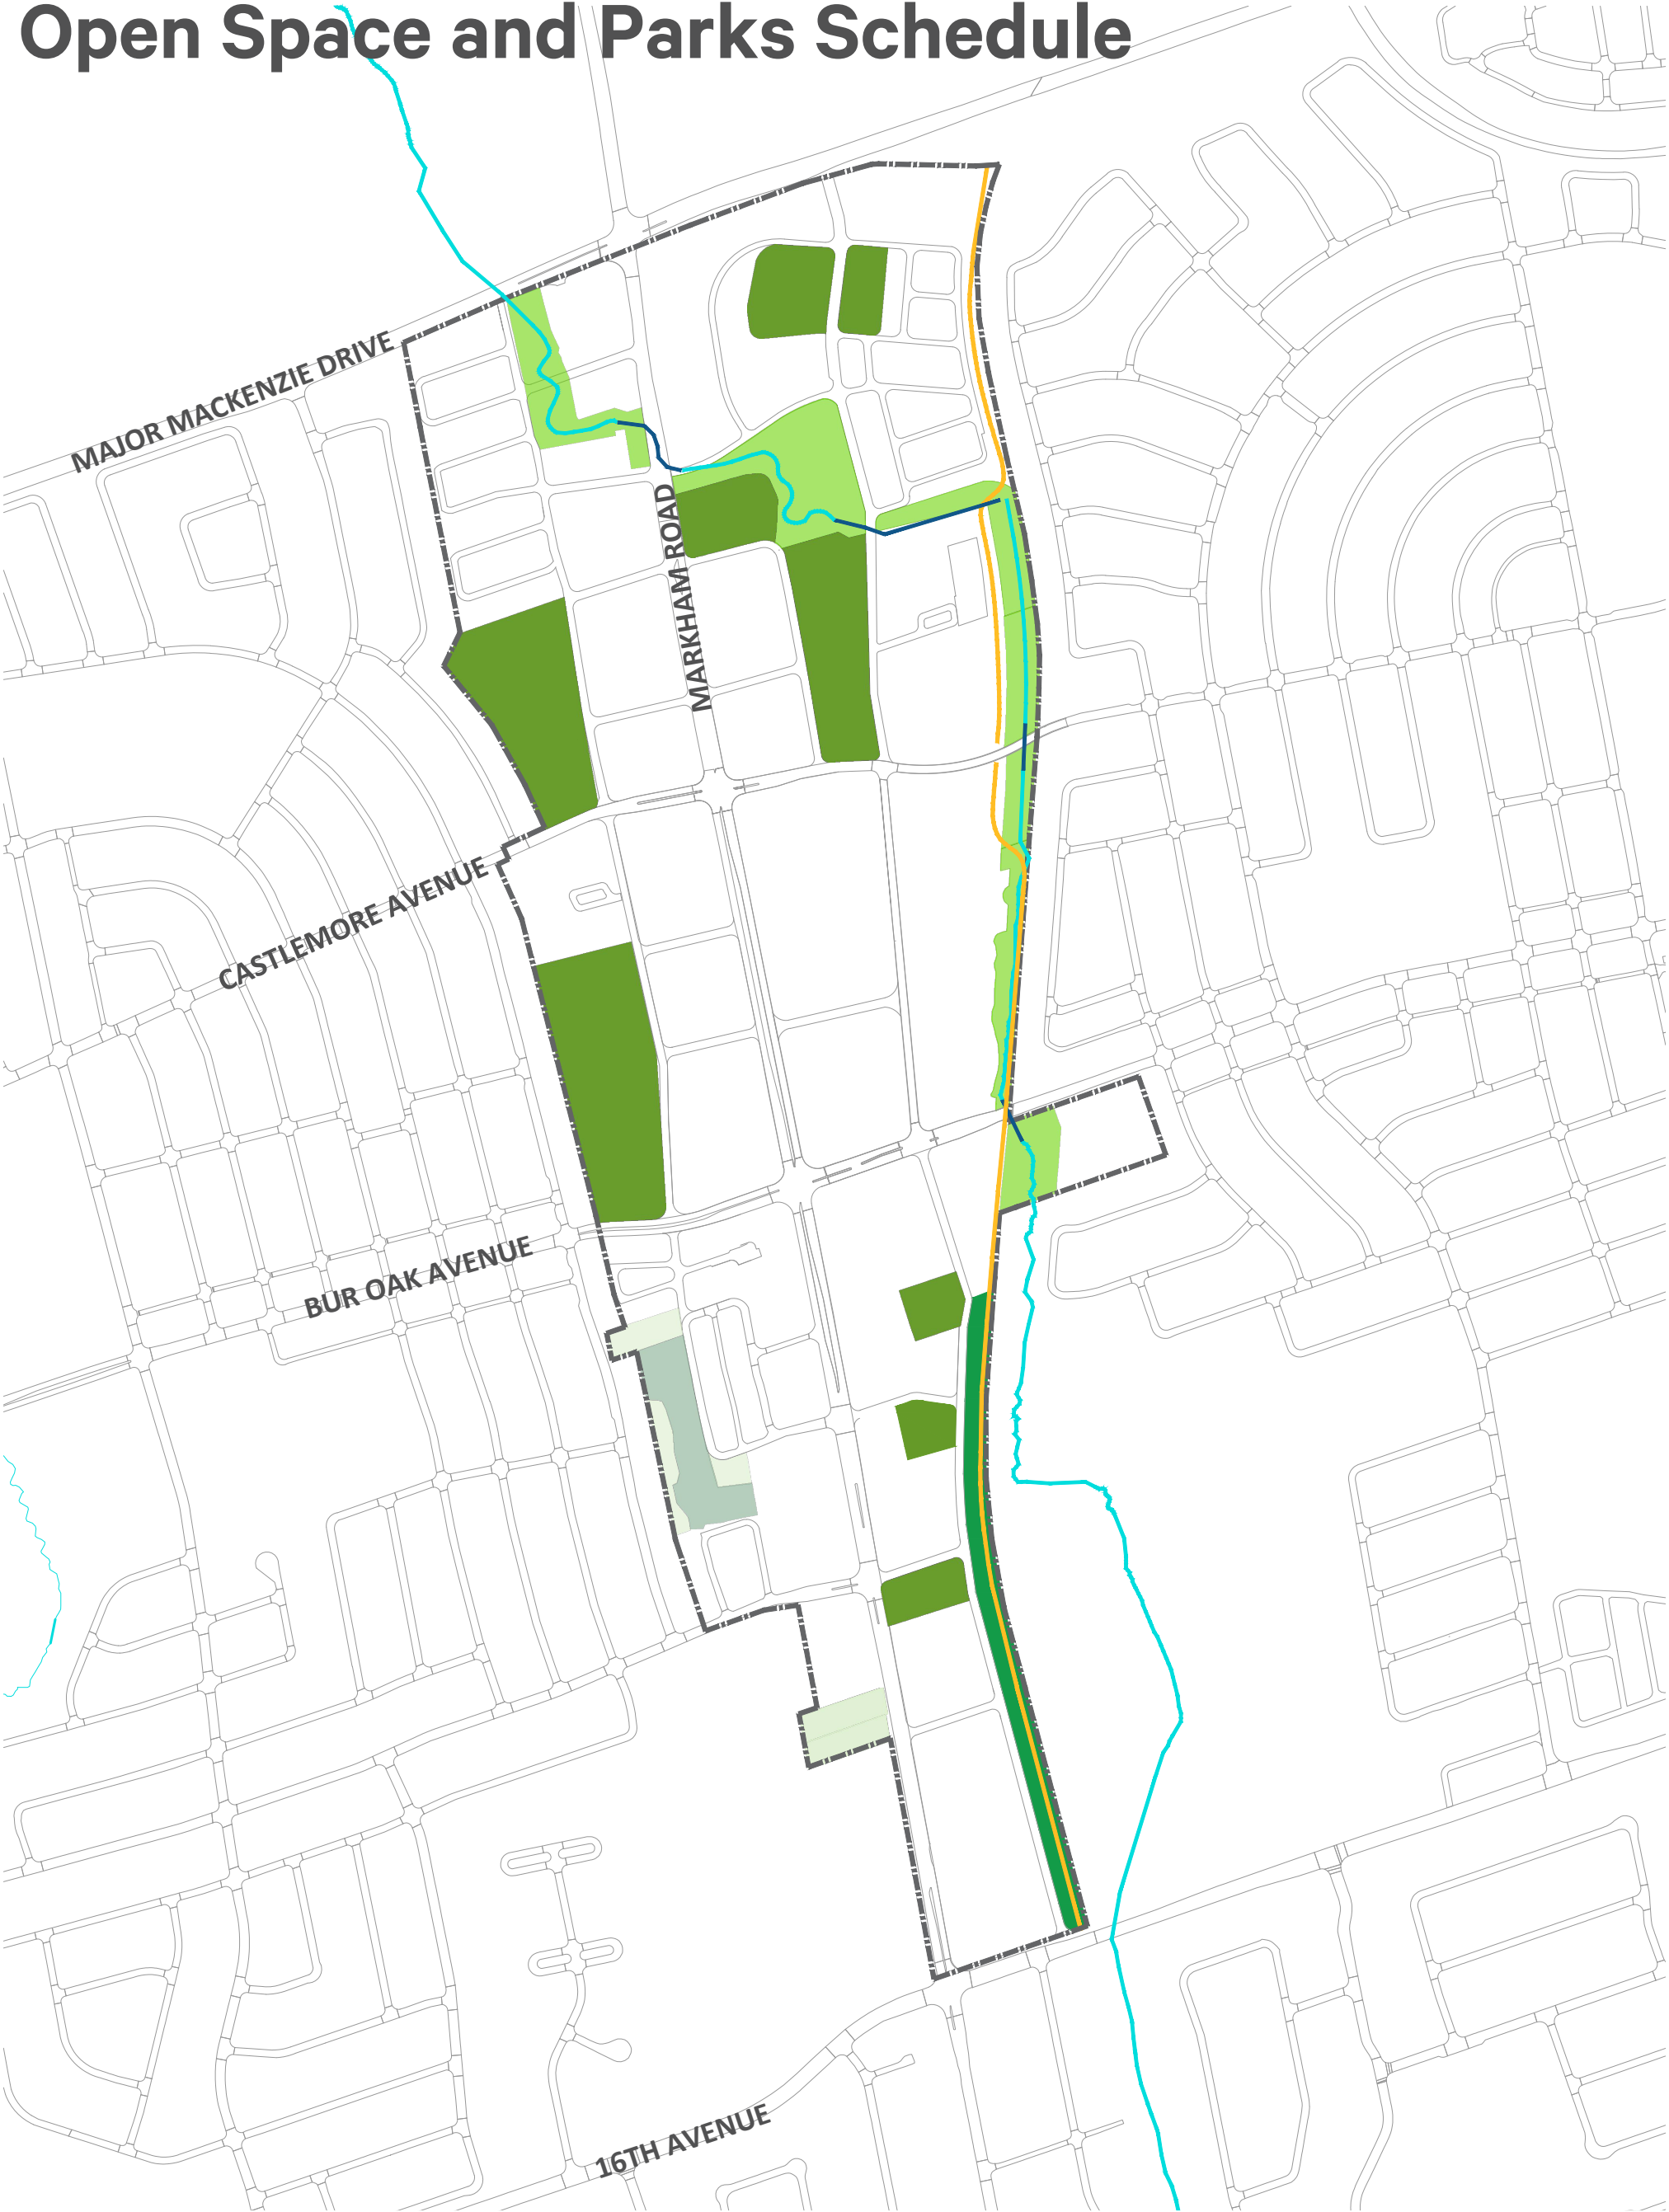 Open Space and Parks Schedule
MAJOR MACKENZIE DRIVE
MARKHAM ROAD
CASTLEMORE AVENUE
BUR OAK AVENUE
16TH AVENUE